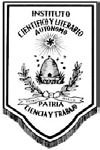 INSTITUTO
CIENTIFICO Y LITERARIO
AUTONOMO
PATRIA
CIENCIA Y TRABAJO